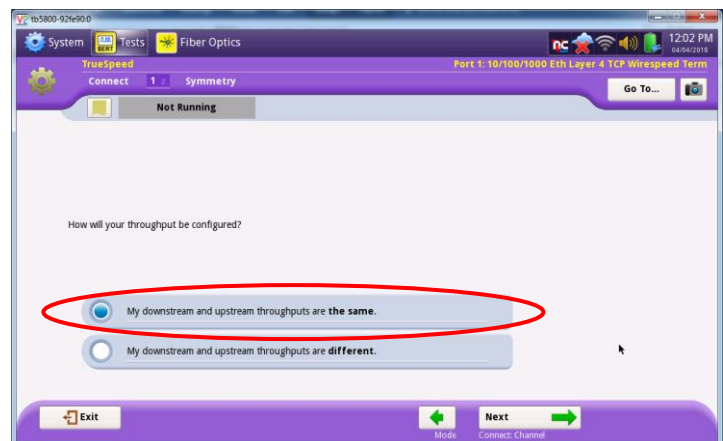 tb5800-92fe90:0
System Tests Fiber Optics 12:02 PM
04/04/2018
TrueSpeed Port 1: 10/100/1000 Eth Layer 4 TCP Wirespeed Term
Connect 1 2 Symmetry
Go To...
Not Running
How will your throughput be configured?
My downstream and upstream throughputs are the same.
My downstream and upstream throughputs are different.
Exit Next
Mode Connect: Channel